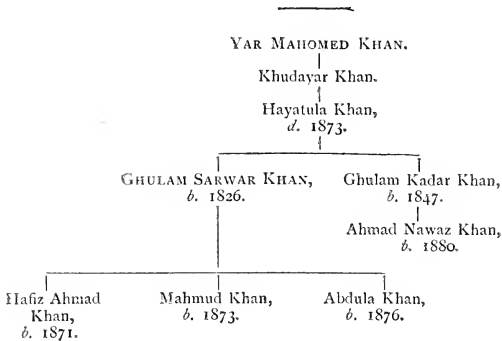 YAR MAHOMED KHAN.
Khudayar Khan.
Hayatula Khan,
d. 1873.
GHULAM SARWAR KHAN,
b. 1826.
Ghulam Kadar Khan,
b. 1847.
Ahmad Nawaz Khan,
b. 1880.
Hafiz Ahmad
Khan,
b. 1871.
Mahmud Khan,
b. 1873.
Abdula Khan,
b. 1876.